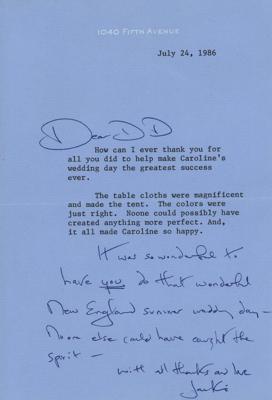 1040 FIFTH AVENUE
July 24, 1986
Dear D D
How can I ever thank you for
all you did to help make Caroline's
wedding day the greatest success
ever.
The table cloths were magnificent
and made the tent. The colors were
just right. Noone could possibly have
created anything more perfect. And,
it all made Caroline so happy.
It was so wonderful to
have you do that wonderful
New England summer wedding day —
Noone else could have caught the
spirit —
with all thanks and love
Jackie